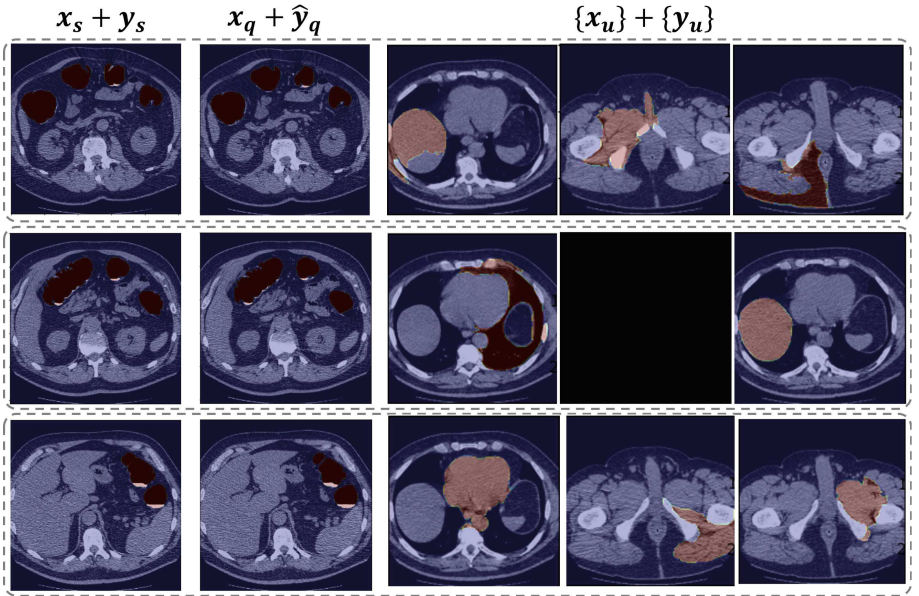 x_s + y_s
x_q + ŷ_q
{x_u} + {y_u}